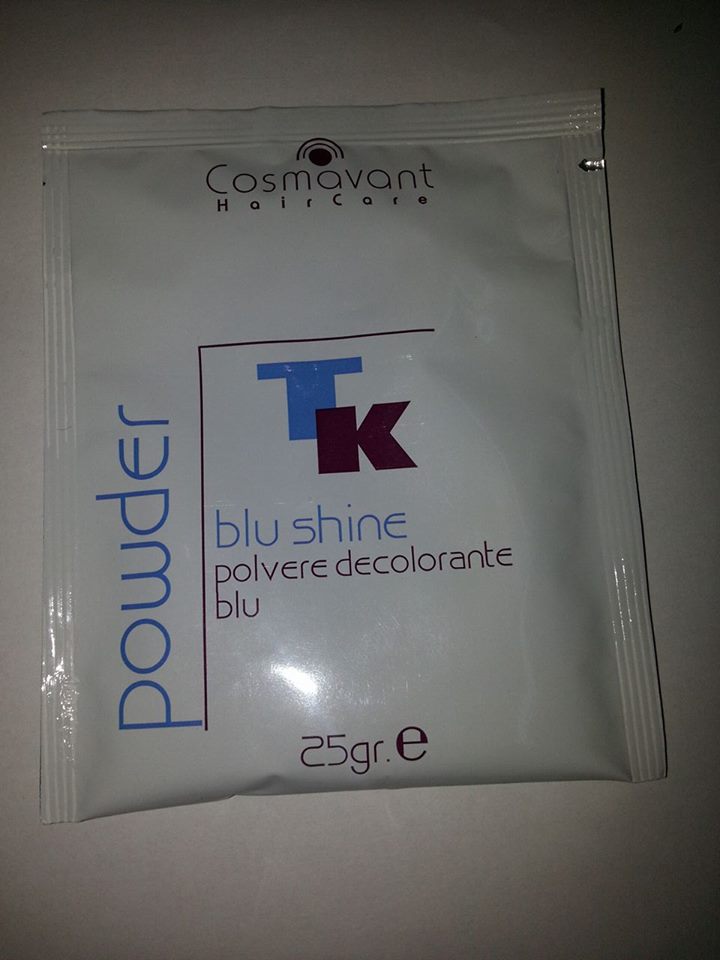 Cosmavant
HairCare
TK
powder
blu shine
polvere decolorante
blu
25gr. e